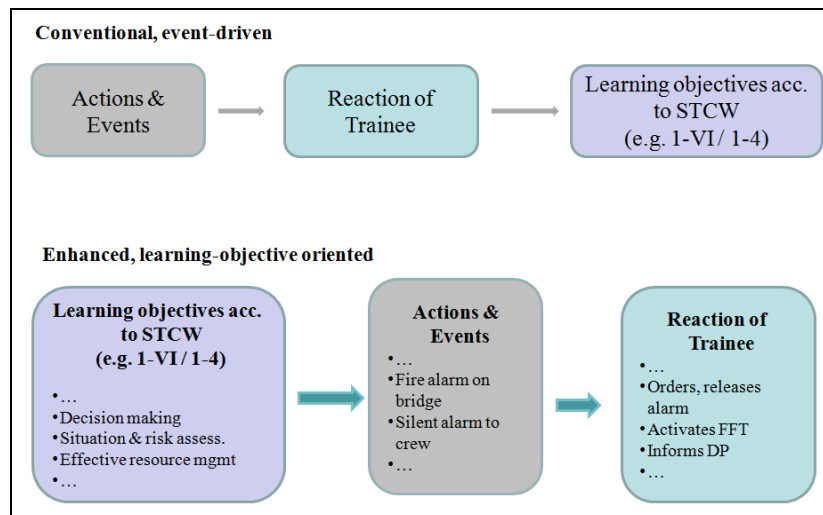 Conventional, event-driven
Actions &
Events
Reaction of
Trainee
Learning objectives acc.
to STCW
(e.g. 1-VI / 1-4)
Enhanced, learning-objective oriented
Learning objectives acc.
to STCW
(e.g. 1-VI / 1-4)
•…
•Decision making
•Situation & risk assess.
•Effective resource mgmt
•…
Actions &
Events
•…
•Fire alarm on
bridge
•Silent alarm to
crew
•…
Reaction of
Trainee
•…
•Orders, releases
alarm
•Activates FFT
•Informs DP
•…